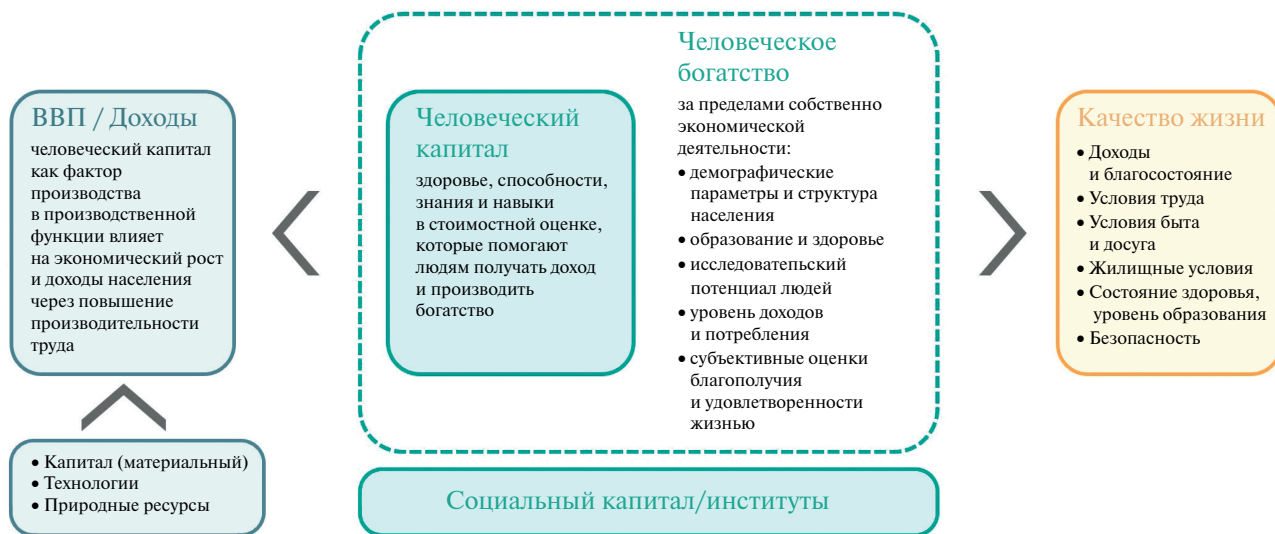 ВВП / Доходы
человеческий капитал
как фактор
производства
в производственной
функции влияет
на экономический рост
и доходы населения
через повышение
производительности
труда
• Капитал (материальный)
• Технологии
• Природные ресурсы
Человеческий
капитал
здоровье, способности,
знания и навыки
в стоимостной оценке,
которые помогают
людям получать доход
и производить
богатство
Человеческое
богатство
за пределами собственно
экономической
деятельности:
• демографические
параметры и структура
населения
• образование и здоровье
• исследоватепьский
потенциал людей
• уровень доходов
и потребления
• субъективные оценки
благополучия
и удовлетворенности
жизнью
Социальный капитал/институты
Качество жизни
• Доходы
и благосостояние
• Условия труда
• Условия быта
и досуга
• Жилищные условия
• Состояние здоровья,
уровень образования
• Безопасность